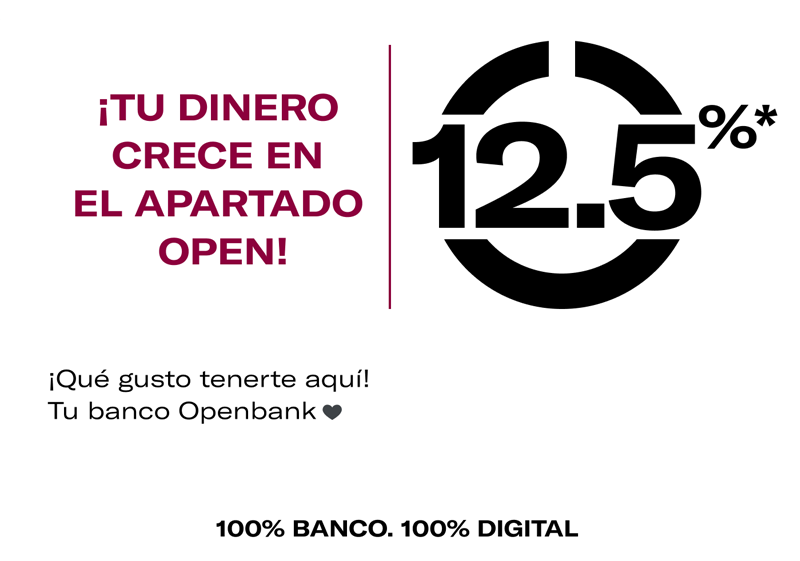 ¡TU DINERO
CRECE EN
EL APARTADO
OPEN!
12.5%*
¡Qué gusto tenerte aquí!
Tu banco Openbank
100% BANCO. 100% DIGITAL